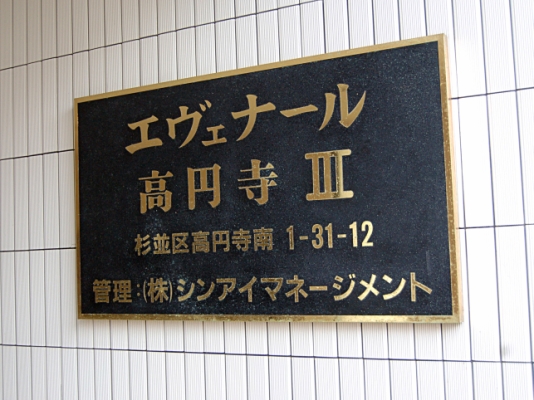 エヴェナール
高円寺 III
杉並区高円寺南 1-31-12
管理:(株)シンアイマネージメント